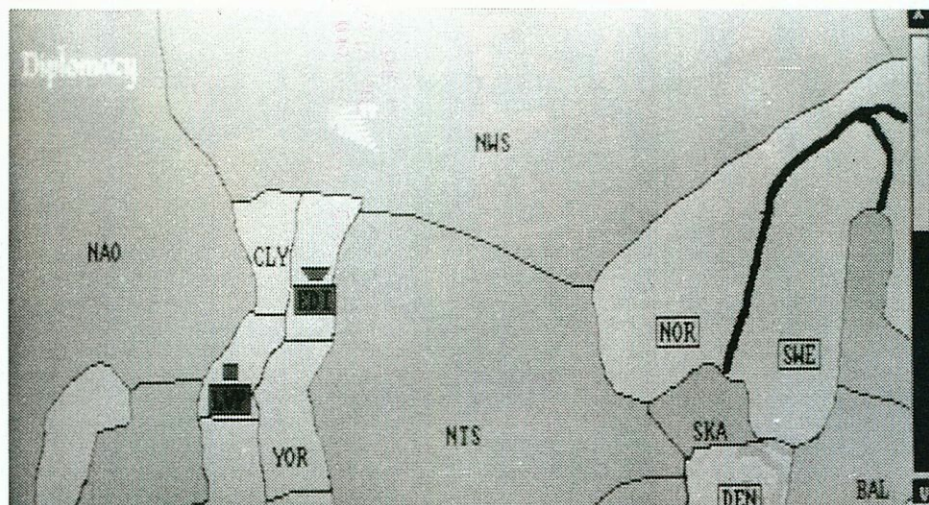 Diplomacy
NWS
NAO
CLY
EDI
NOR
SWE
LVP
YOR
NTS
SKA
DEN
BAL